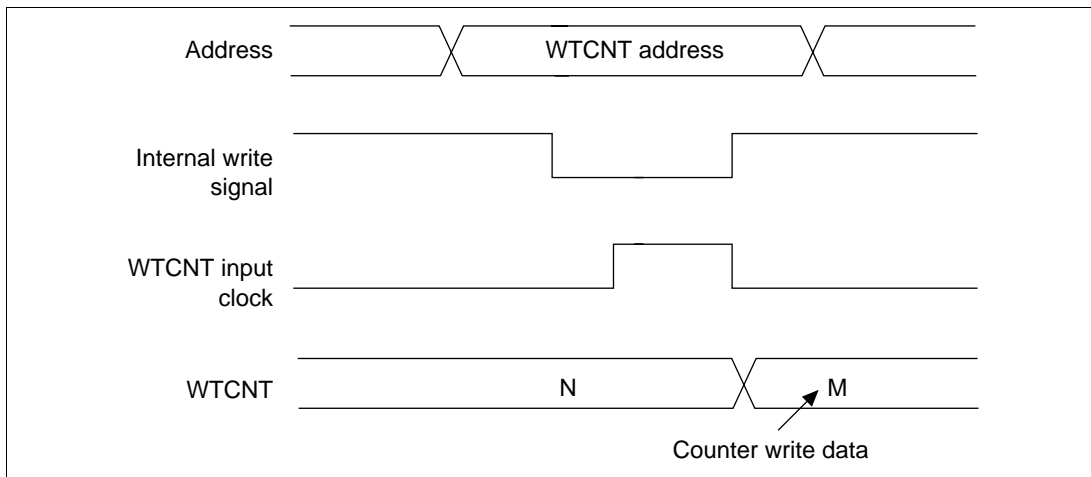 Address
WTCNT address
Internal write
signal
WTCNT input
clock
WTCNT
N
M
Counter write data